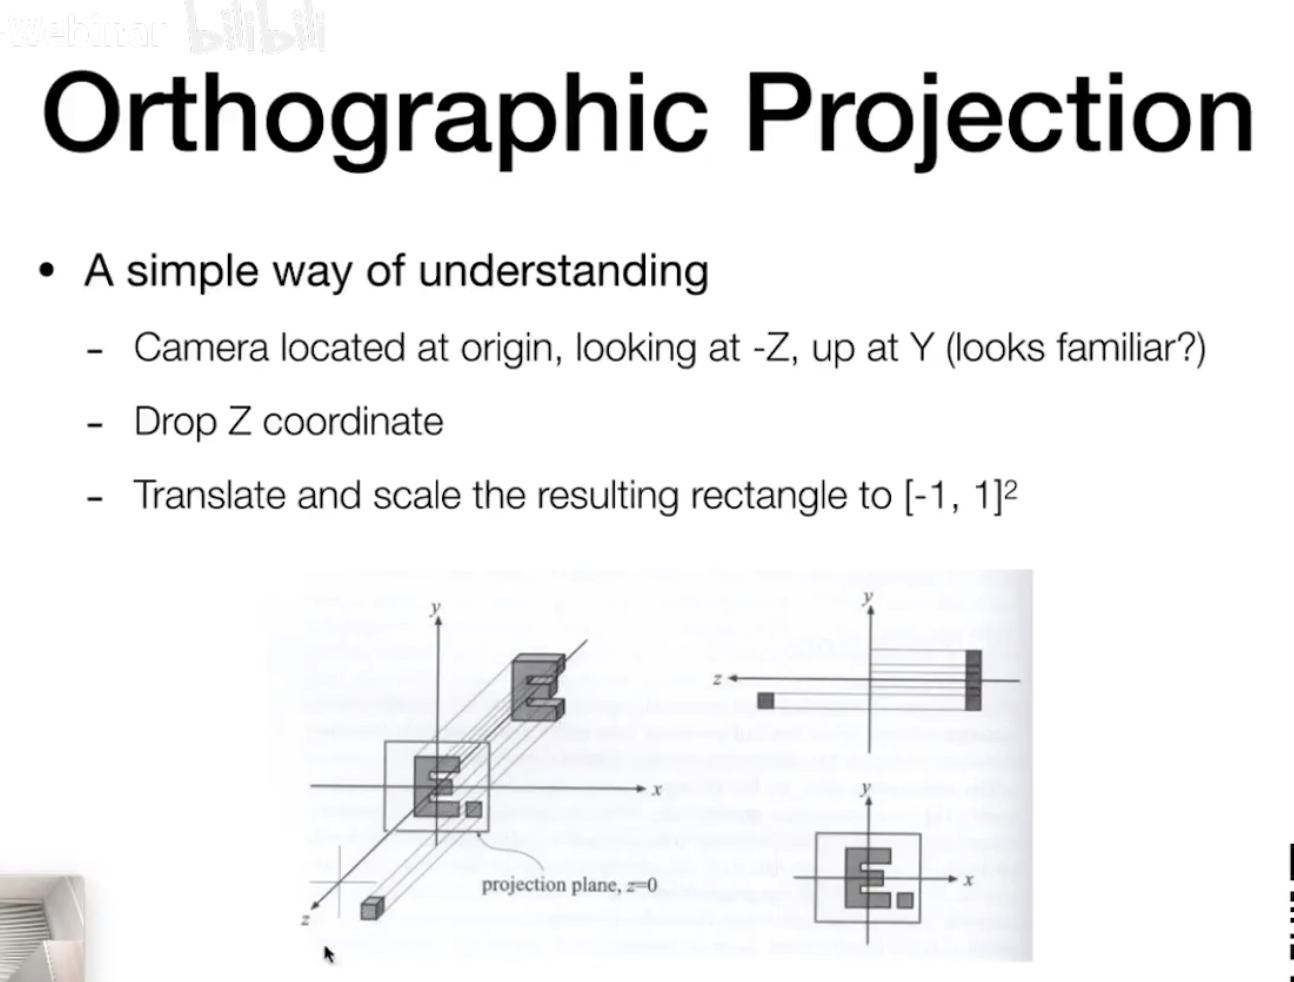 -Webinar bilibili
Orthographic Projection
• A simple way of understanding
- Camera located at origin, looking at -Z, up at Y (looks familiar?)
- Drop Z coordinate
- Translate and scale the resulting rectangle to [-1, 1]²
y
E
E.
x
projection plane, z=0
z
y
z
y
E.
x